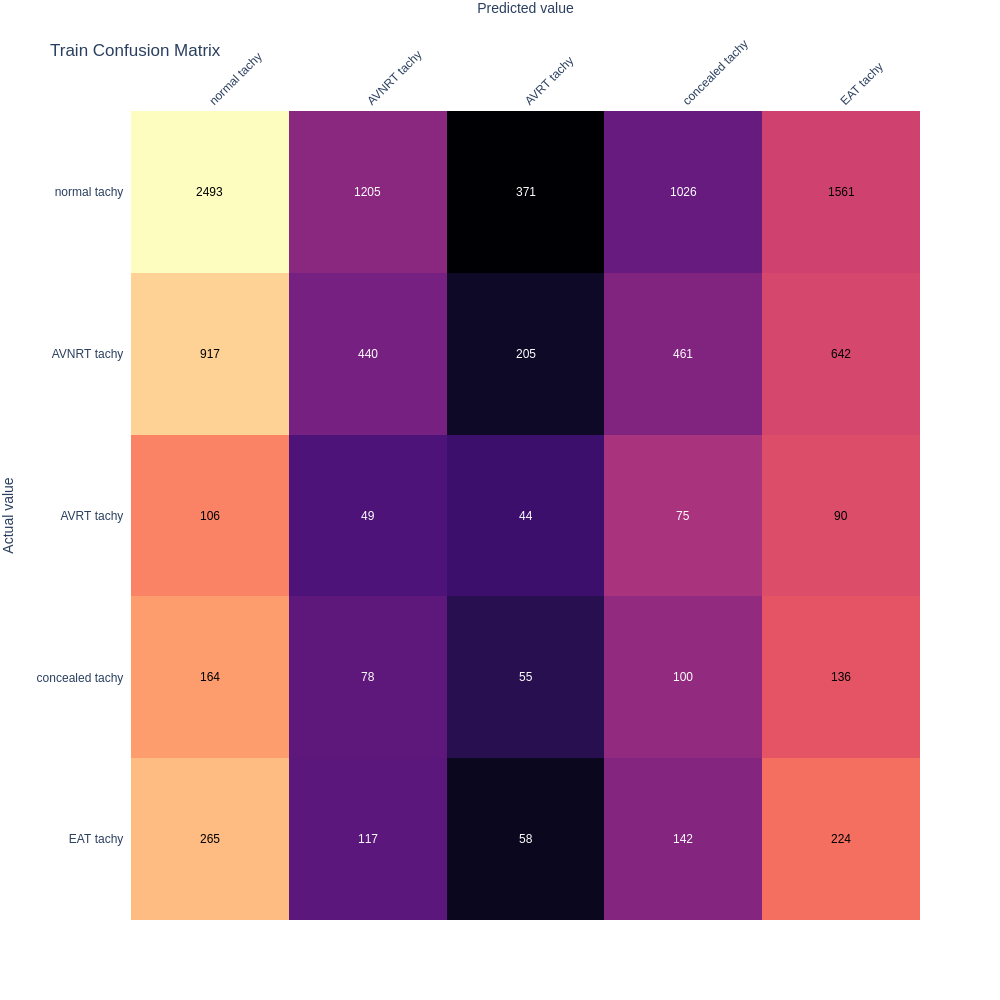 Predicted value
Train Confusion Matrix
normal tachy
AVNRT tachy
AVRT tachy
concealed tachy
EAT tachy
normal tachy 2493 1205 371 1026 1561
AVNRT tachy 917 440 205 461 642
AVRT tachy 106 49 44 75 90
concealed tachy 164 78 55 100 136
EAT tachy 265 117 58 142 224
Actual value